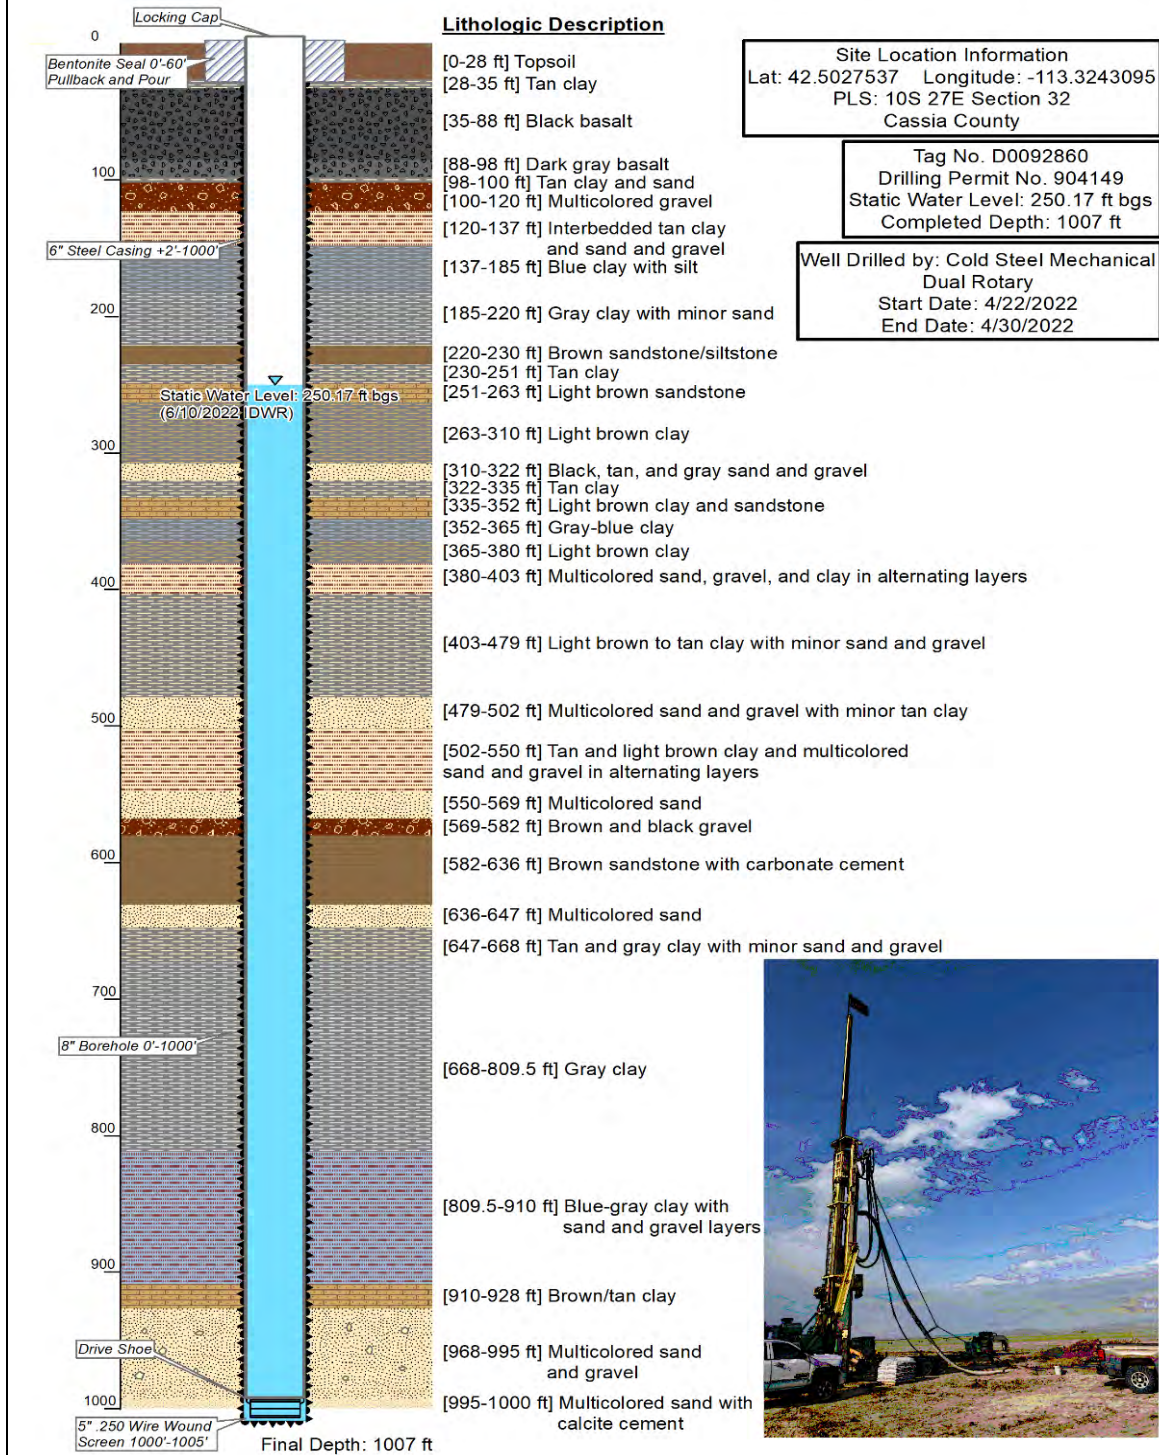 Locking Cap
Lithologic Description
0
Bentonite Seal 0'-60'
Pullback and Pour
[0-28 ft] Topsoil
[28-35 ft] Tan clay
[35-88 ft] Black basalt
[88-98 ft] Dark gray basalt
100
[98-100 ft] Tan clay and sand
[100-120 ft] Multicolored gravel
[120-137 ft] Interbedded tan clay
and sand and gravel
6" Steel Casing +2'-1000'
[137-185 ft] Blue clay with silt
200
[185-220 ft] Gray clay with minor sand
[220-230 ft] Brown sandstone/siltstone
[230-251 ft] Tan clay
[251-263 ft] Light brown sandstone
Static Water Level: 250.17 ft bgs
(6/10/2022 IDWR)
[263-310 ft] Light brown clay
300
[310-322 ft] Black, tan, and gray sand and gravel
[322-335 ft] Tan clay
[335-352 ft] Light brown clay and sandstone
[352-365 ft] Gray-blue clay
[365-380 ft] Light brown clay
400
[380-403 ft] Multicolored sand, gravel, and clay in alternating layers
[403-479 ft] Light brown to tan clay with minor sand and gravel
[479-502 ft] Multicolored sand and gravel with minor tan clay
500
[502-550 ft] Tan and light brown clay and multicolored
sand and gravel in alternating layers
[550-569 ft] Multicolored sand
[569-582 ft] Brown and black gravel
600
[582-636 ft] Brown sandstone with carbonate cement
[636-647 ft] Multicolored sand
[647-668 ft] Tan and gray clay with minor sand and gravel
700
8" Borehole 0'-1000'
[668-809.5 ft] Gray clay
800
[809.5-910 ft] Blue-gray clay with
sand and gravel layers
900
[910-928 ft] Brown/tan clay
Drive Shoe
[968-995 ft] Multicolored sand
and gravel
1000
[995-1000 ft] Multicolored sand with
calcite cement
5" .250 Wire Wound
Screen 1000'-1005'
Final Depth: 1007 ft
Site Location Information
Lat: 42.5027537 Longitude: -113.3243095
PLS: 10S 27E Section 32
Cassia County
Tag No. D0092860
Drilling Permit No. 904149
Static Water Level: 250.17 ft bgs
Completed Depth: 1007 ft
Well Drilled by: Cold Steel Mechanical
Dual Rotary
Start Date: 4/22/2022
End Date: 4/30/2022